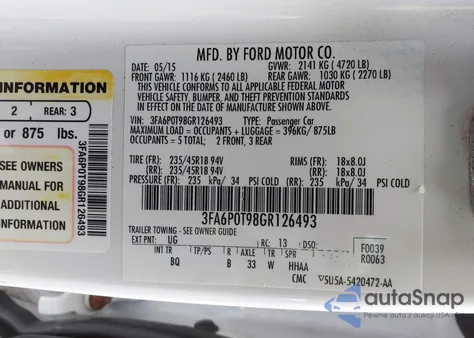 INFORMATION
2 REAR: 3
or 875 lbs.
SEE OWNERS
MANUAL FOR
ADDITIONAL
INFORMATION
3FA6P0T98GR126493
MFD. BY FORD MOTOR CO.
DATE: 05/15 GVWR: 2141 KG ( 4720 LB)
FRONT GAWR: 1116 KG ( 2460 LB) REAR GAWR: 1030 KG ( 2270 LB)
THIS VEHICLE CONFORMS TO ALL APPLICABLE FEDERAL MOTOR
VEHICLE SAFETY, BUMPER, AND THEFT PREVENTION STANDARDS IN
EFFECT ON THE DATE OF MANUFACTURE SHOWN ABOVE.
VIN: 3FA6P0T98GR126493 TYPE: Passenger Car
MAXIMUM LOAD = OCCUPANTS + LUGGAGE = 396KG/875LB
OCCUPANTS = 5 TOTAL: 2 FRONT, 3 REAR
TIRE (FR): 235/45R18 94V RIMS (FR): 18x8.0J
TIRE (RR): 235/45R18 94V RIMS (RR): 18x8.0J
PRESSURE (FR): 235 kPa/ 34 PSI COLD PRESSURE (RR): 235 kPa/ 34 PSI COLD
3FA6P0T98GR126493
TRAILER TOWING - SEE OWNERS GUIDE
EXT PNT: UG RC: 13 DSO: F0039
INT TR TP/PS R AXLE TR SPR R0063
BQ B 33 W HHAA
CMC 5U5A-5420472-AA
autoSnap